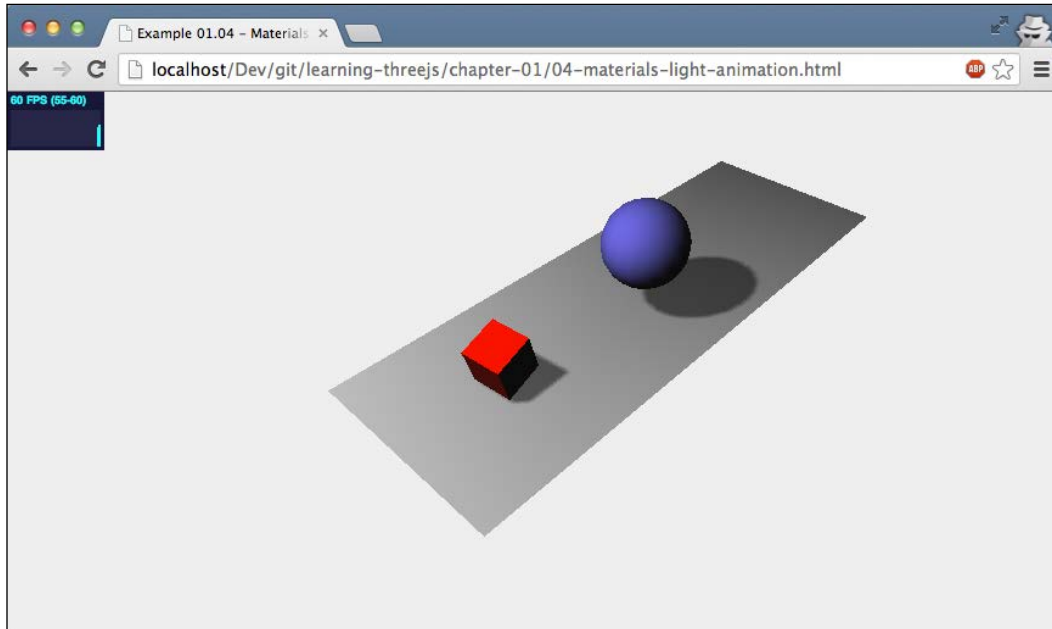 Example 01.04 – Materials
localhost/Dev/git/learning-threejs/chapter-01/04-materials-light-animation.html
ABP
60 FPS (55-60)